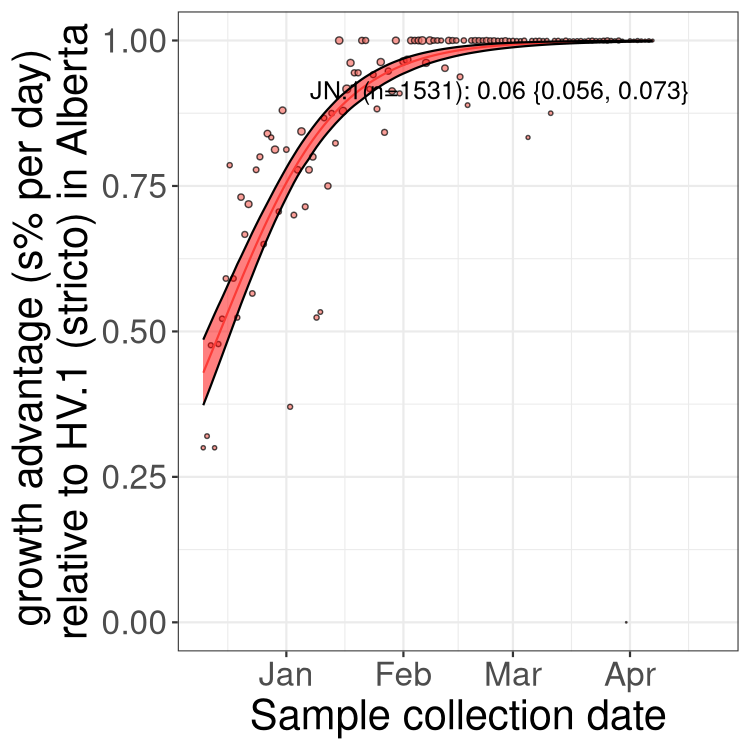 growth advantage (s% per day)
relative to HV.1 (stricto) in Alberta
1.00
JN.1(n=1531): 0.06 {0.056, 0.073}
0.75
0.50
0.25
0.00
Jan Feb Mar Apr
Sample collection date